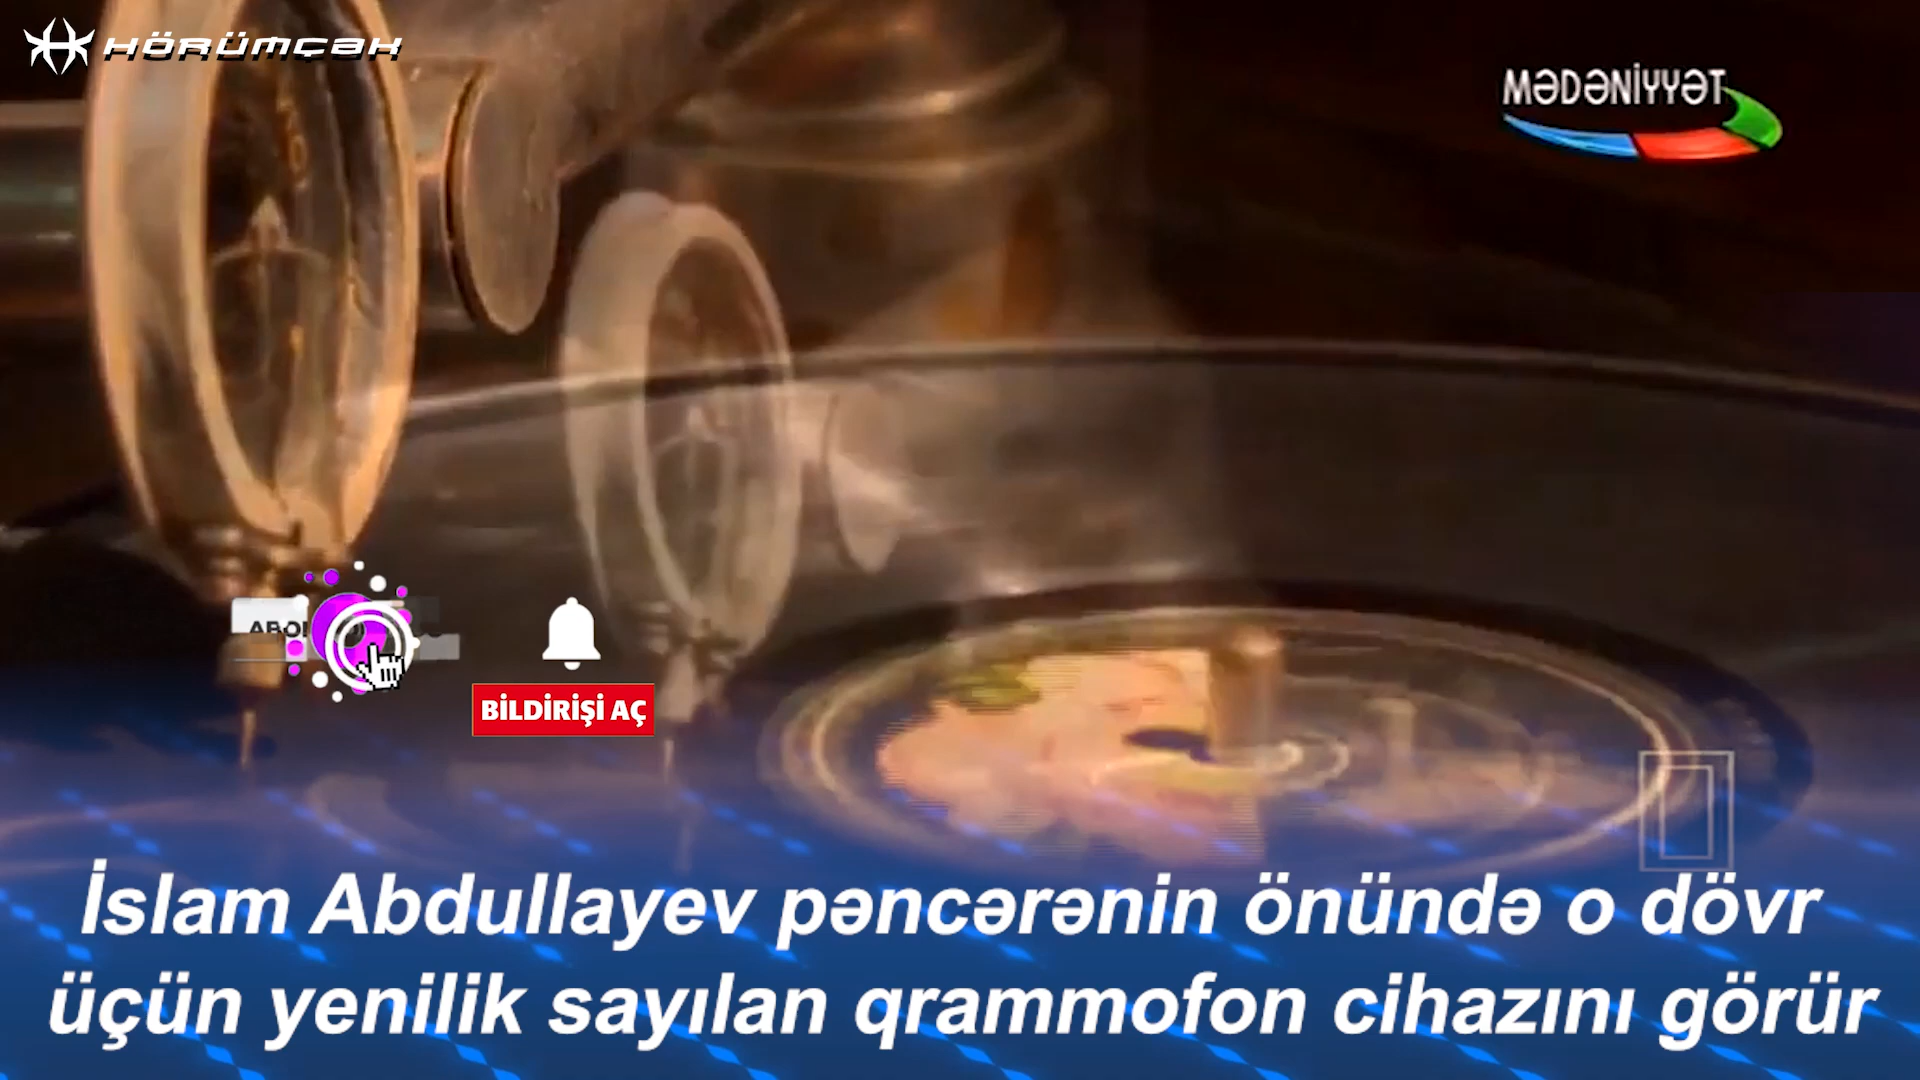 HÖRÜMÇƏK
MƏDƏNİYYƏT
BİLDİRİŞİ AÇ
İslam Abdullayev pəncərənin önündə o dövr
üçün yenilik sayılan qrammofon cihazını görür